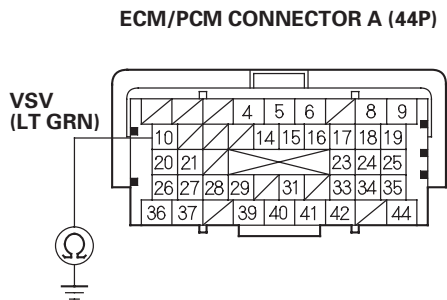 ECM/PCM CONNECTOR A (44P)
VSV
(LT GRN)
4 5 6 8 9
10 14 15 16 17 18 19
20 21 23 24 25
26 27 28 29 31 33 34 35
36 37 39 40 41 42 44
Ω